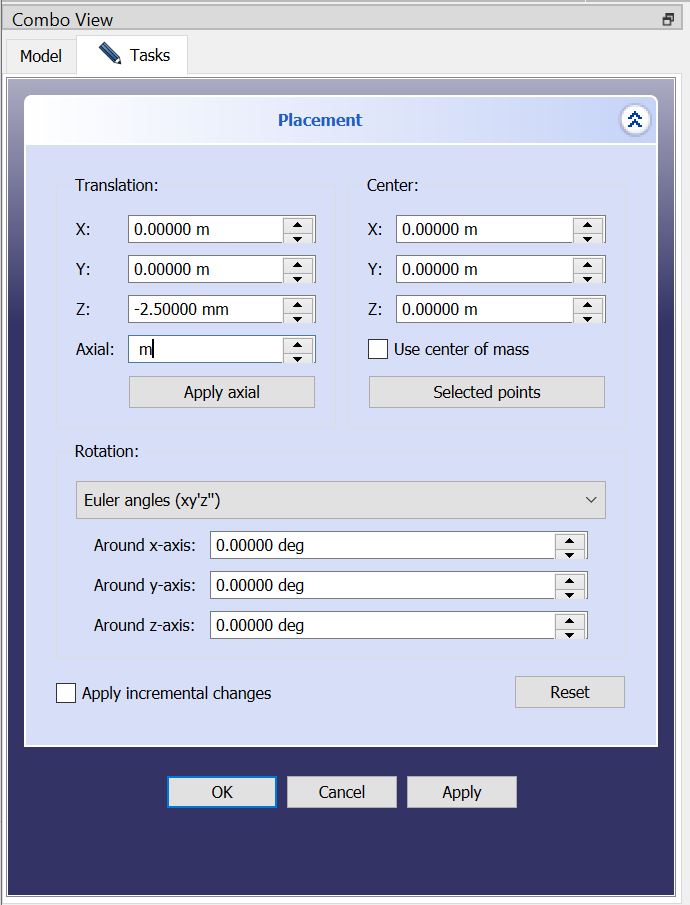 Combo View
Model Tasks
Placement
Translation: Center:
X: 0.00000 m X: 0.00000 m
Y: 0.00000 m Y: 0.00000 m
Z: -2.50000 mm Z: 0.00000 m
Axial: m Use center of mass
Apply axial Selected points
Rotation:
Euler angles (xy'z'')
Around x-axis: 0.00000 deg
Around y-axis: 0.00000 deg
Around z-axis: 0.00000 deg
Apply incremental changes Reset
OK Cancel Apply